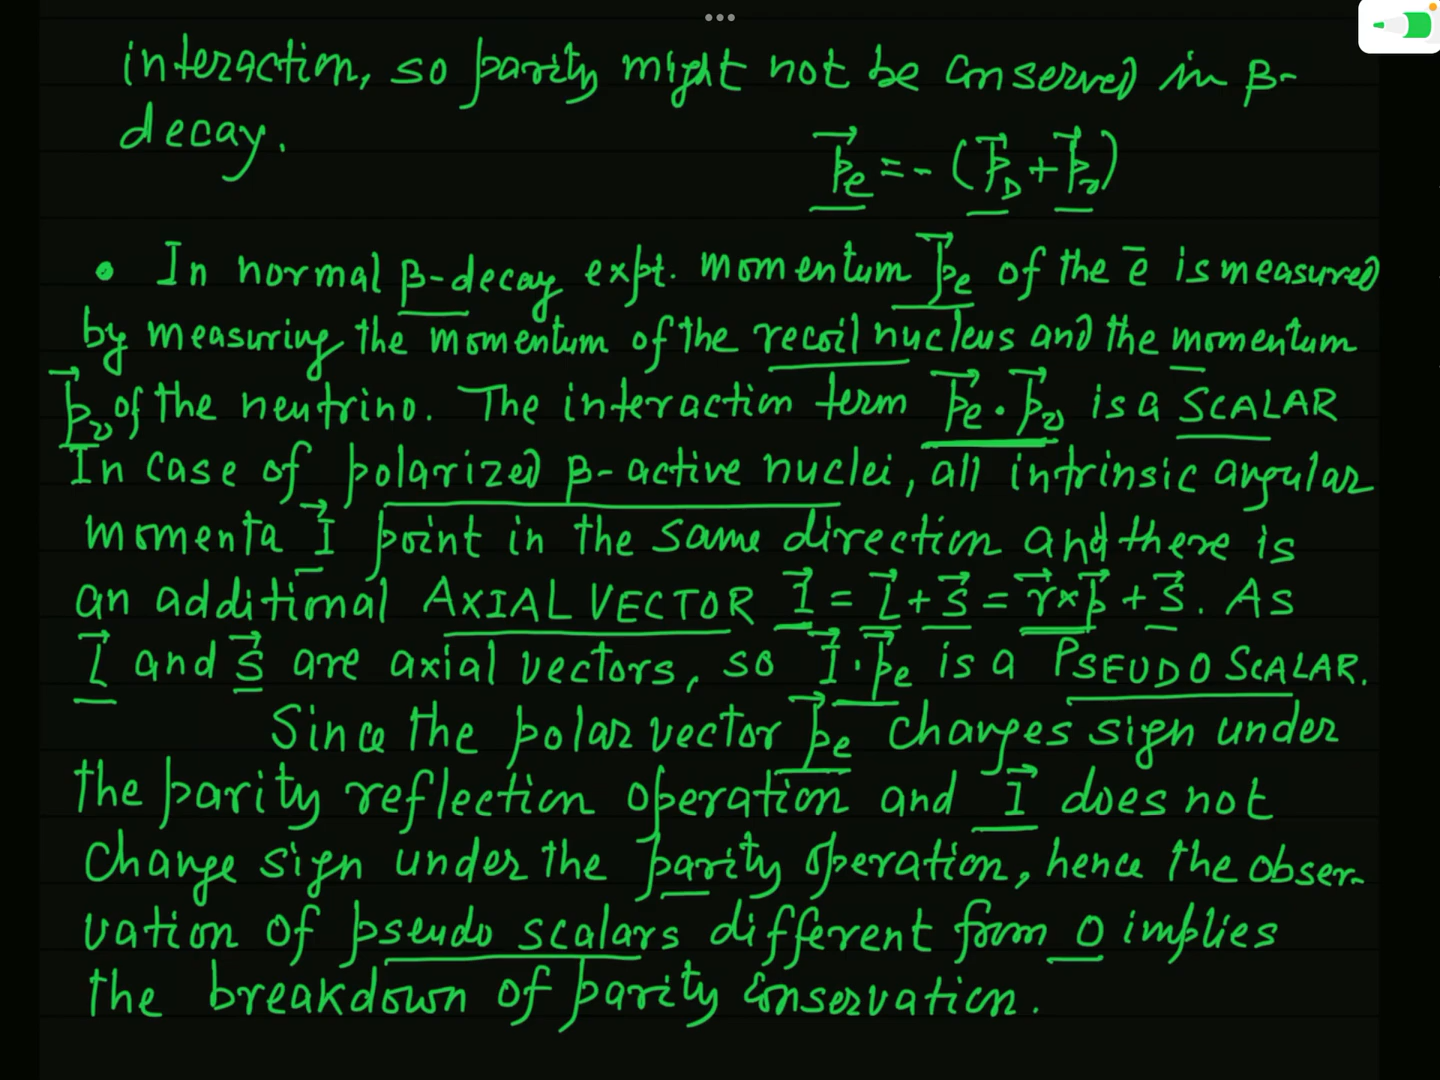 interaction, so parity might not be conserved in β-
decay.
p⃗e = - (p⃗D + p⃗ν)
• In normal β-decay expt. momentum p⃗e of the ē is measured
by measuring the momentum of the recoil nucleus and the momentum
p⃗ν of the neutrino. The interaction term p⃗e · p⃗ν is a SCALAR
In case of polarized β-active nuclei, all intrinsic angular
momenta I⃗ point in the same direction and there is
an additional AXIAL VECTOR I⃗ = L⃗ + S⃗ = r⃗ × p⃗ + S⃗. As
L⃗ and S⃗ are axial vectors, so I⃗ · p⃗e is a PSEUDO SCALAR.
Since the polar vector p⃗e changes sign under
the parity reflection operation and I⃗ does not
change sign under the parity operation, hence the obser-
vation of pseudo scalars different from 0 implies
the breakdown of parity conservation.